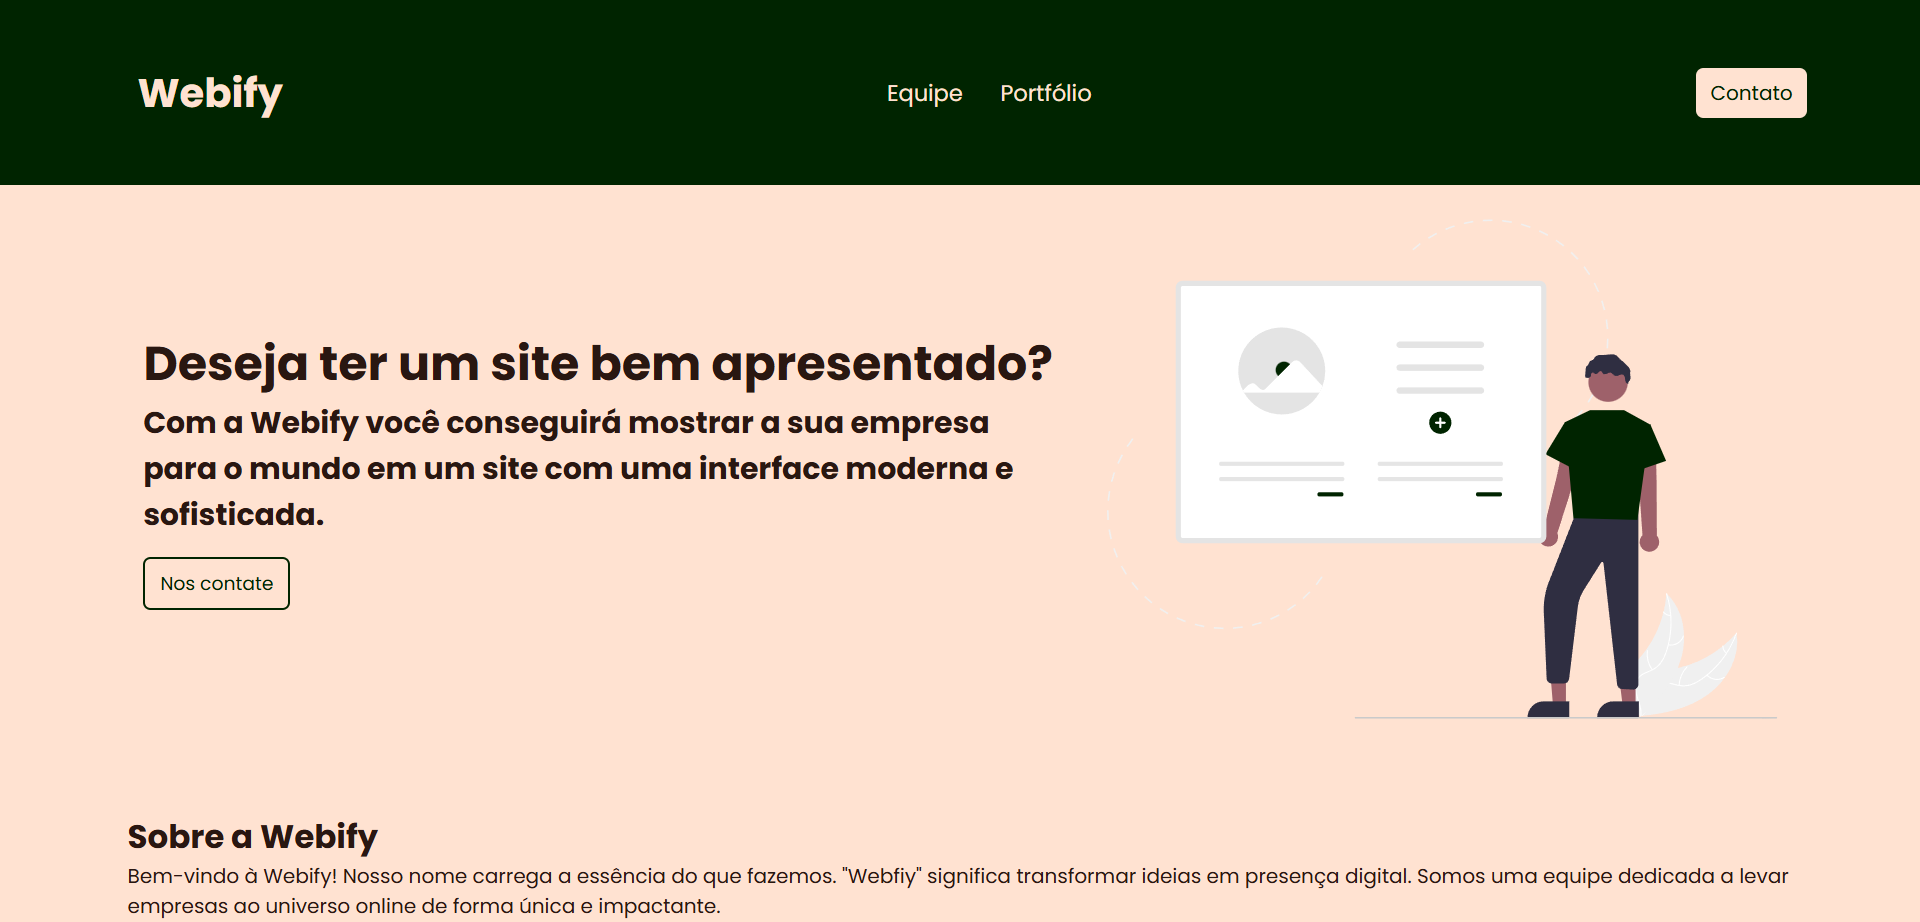 Webify
Equipe
Portfólio
Contato
Deseja ter um site bem apresentado?
Com a Webify você conseguirá mostrar a sua empresa
para o mundo em um site com uma interface moderna e
sofisticada.
Nos contate
Sobre a Webify
Bem-vindo à Webify! Nosso nome carrega a essência do que fazemos. "Webfiy" significa transformar ideias em presença digital. Somos uma equipe dedicada a levar
empresas ao universo online de forma única e impactante.